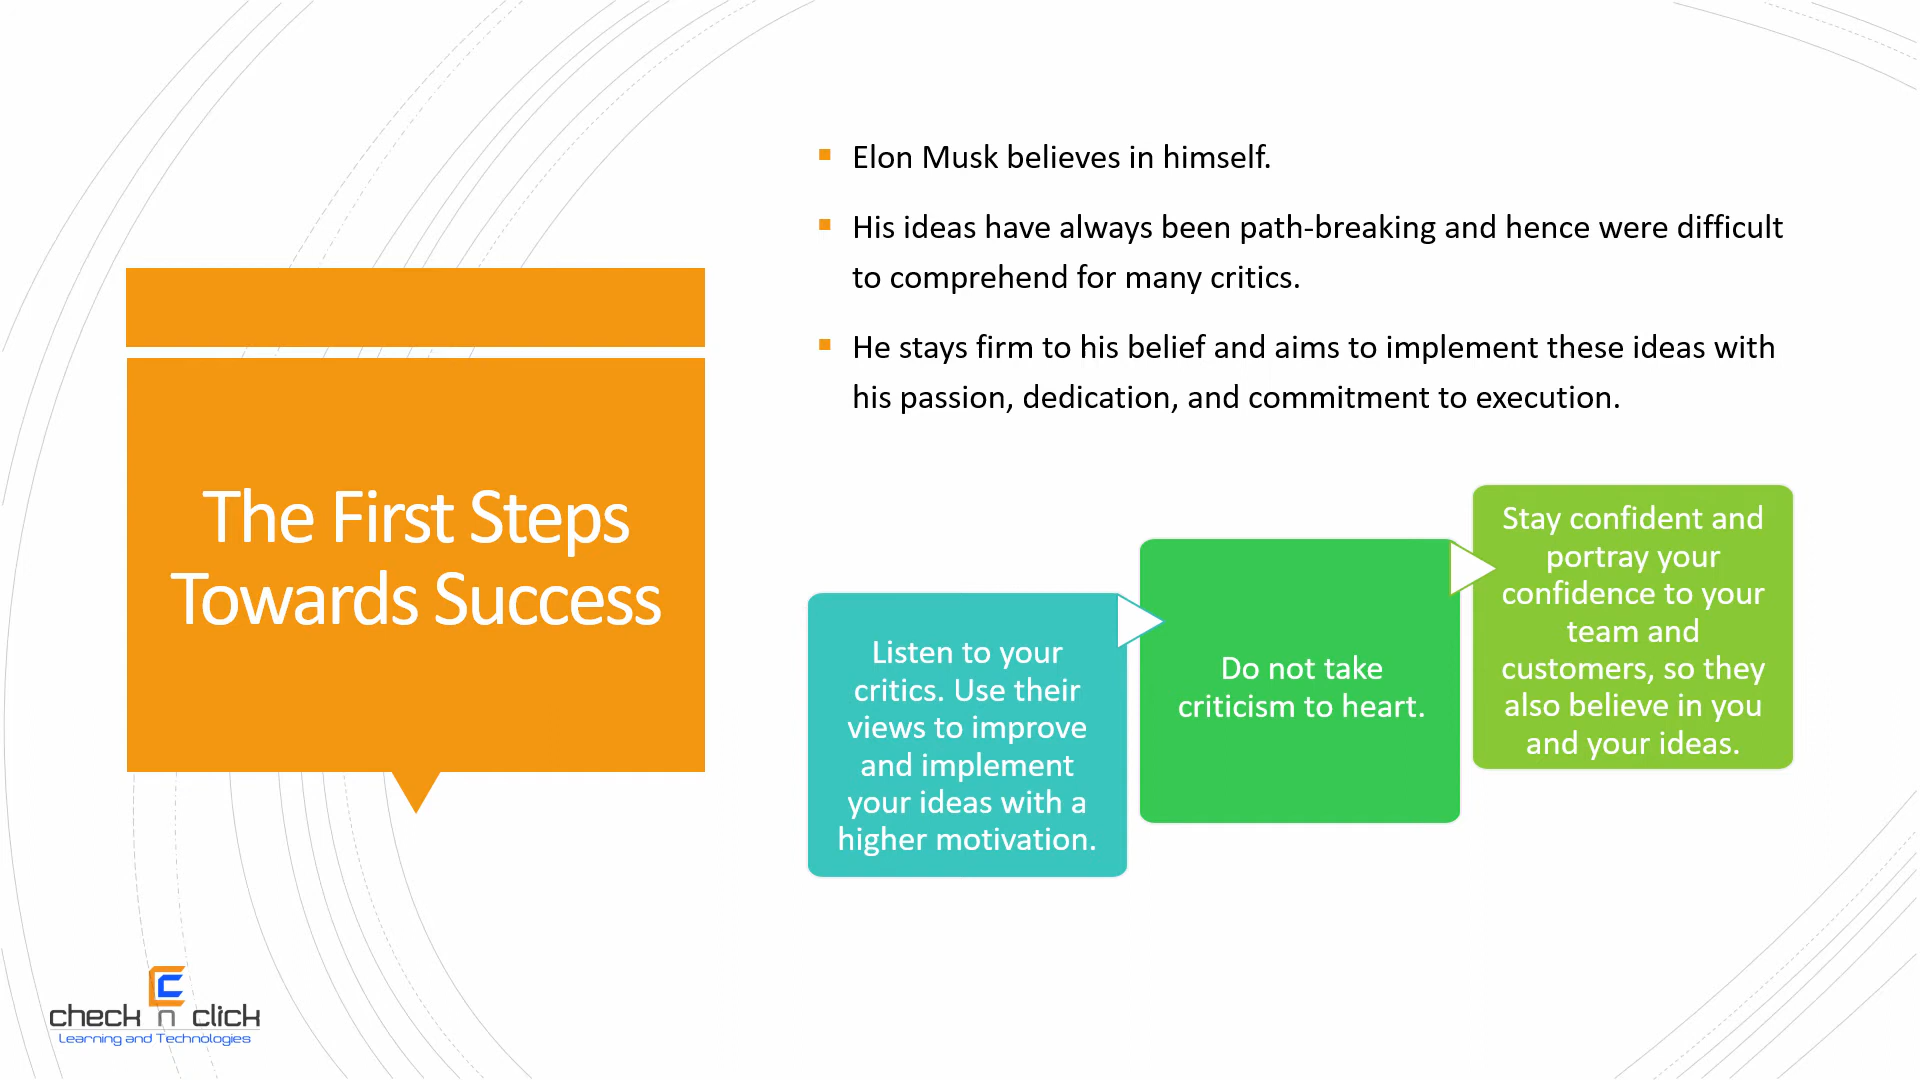 The First Steps
Towards Success
Elon Musk believes in himself.
His ideas have always been path-breaking and hence were difficult
to comprehend for many critics.
He stays firm to his belief and aims to implement these ideas with
his passion, dedication, and commitment to execution.
Listen to your
critics. Use their
views to improve
and implement
your ideas with a
higher motivation.
Do not take
criticism to heart.
Stay confident and
portray your
confidence to your
team and
customers, so they
also believe in you
and your ideas.
check n click
Learning and Technologies